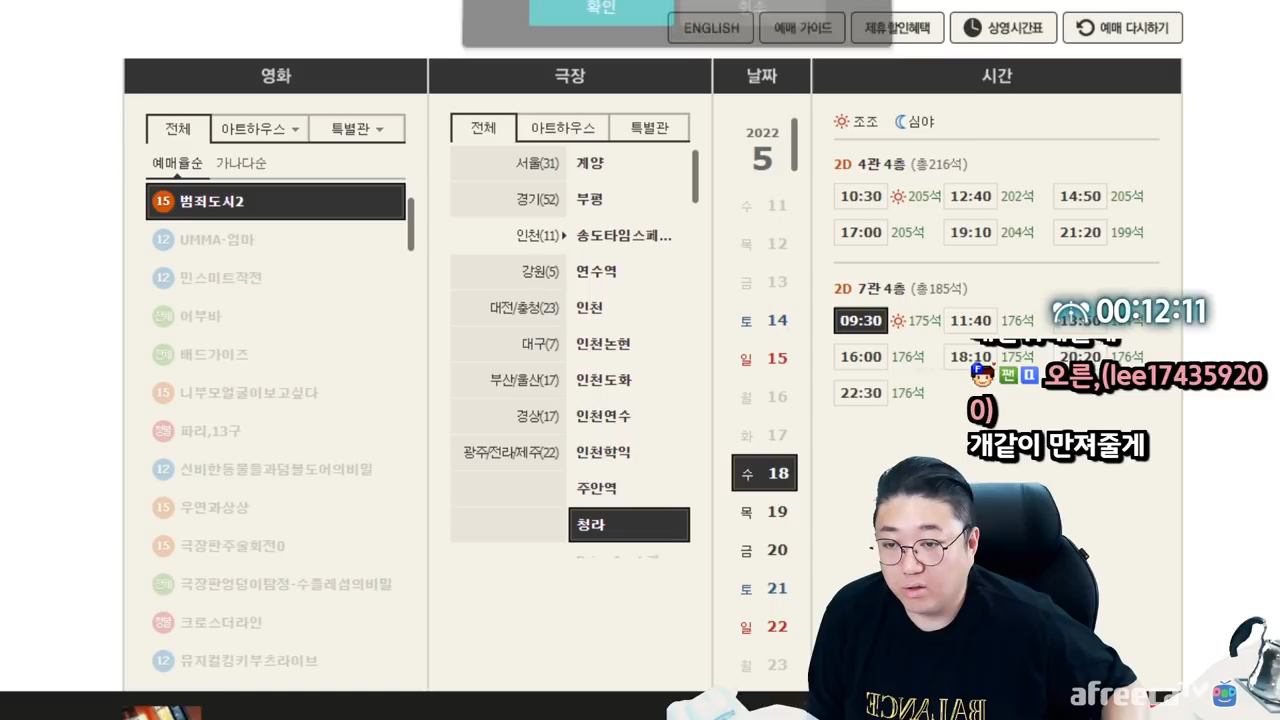 확인
취소
ENGLISH
예매 가이드
제휴할인혜택
상영시간표
예매 다시하기
영화
극장
날짜
시간
전체
아트하우스
특별관
예매율순
가나다순
15 범죄도시2
12 UMMA-엄마
12 민스미트작전
전체 어부바
전체 배드가이즈
15 니부모얼굴이보고싶다
청불 파리,13구
12 신비한동물들과덤블도어의비밀
15 우연과상상
15 극장판주술회전0
전체 극장판엉덩이탐정-수플레섬의비밀
청불 크로스더라인
12 뮤지컬킹키부츠라이브
전체
아트하우스
특별관
서울(31)
경기(52)
인천(11)
강원(5)
대전/충청(23)
대구(7)
부산/울산(17)
경상(17)
광주/전라/제주(22)
계양
부평
송도타임스페...
연수역
인천
인천논현
인천도화
인천연수
인천학익
주안역
청라
2022
5
수 11
목 12
금 13
토 14
일 15
월 16
화 17
수 18
목 19
금 20
토 21
일 22
월 23
조조 심야
2D 4관 4층 (총216석)
10:30 205석 12:40 202석 14:50 205석
17:00 205석 19:10 204석 21:20 199석
2D 7관 4층 (총185석)
09:30 175석 11:40 176석
16:00 176석 18:10 175석 20:20 176석
22:30 176석
00:12:11
오른,(lee17435920
0)
개같이 만져줄게
BALANCE
afreecaTV